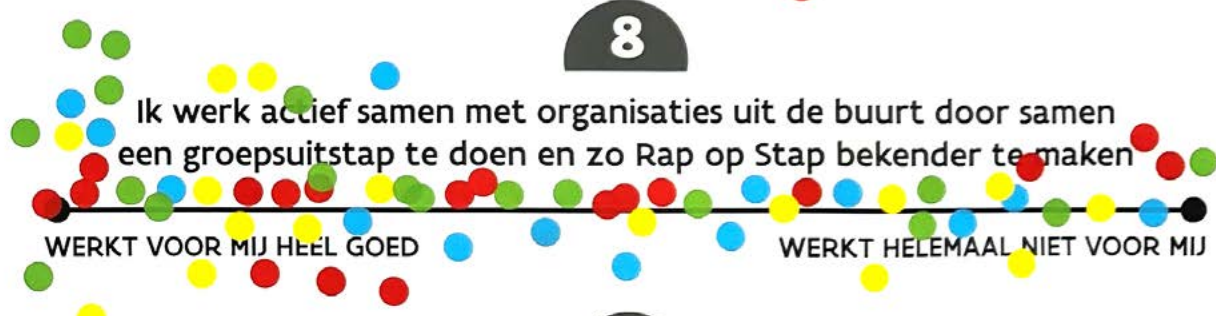 8
Ik werk actief samen met organisaties uit de buurt door samen
een groepsuitstap te doen en zo Rap op Stap bekender te maken
WERKT VOOR MIJ HEEL GOED
WERKT HELEMAAL NIET VOOR MIJ